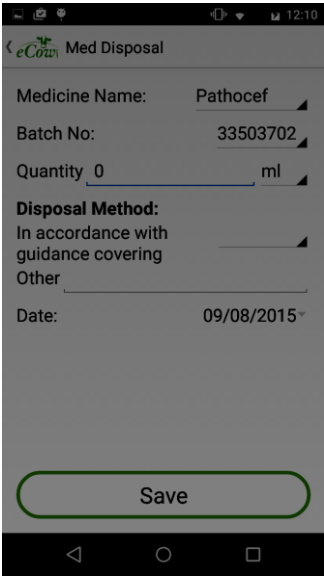 12:10
eCow Med Disposal
Medicine Name: Pathocef
Batch No: 33503702
Quantity 0 ml
Disposal Method:
In accordance with
guidance covering
Other
Date: 09/08/2015
Save